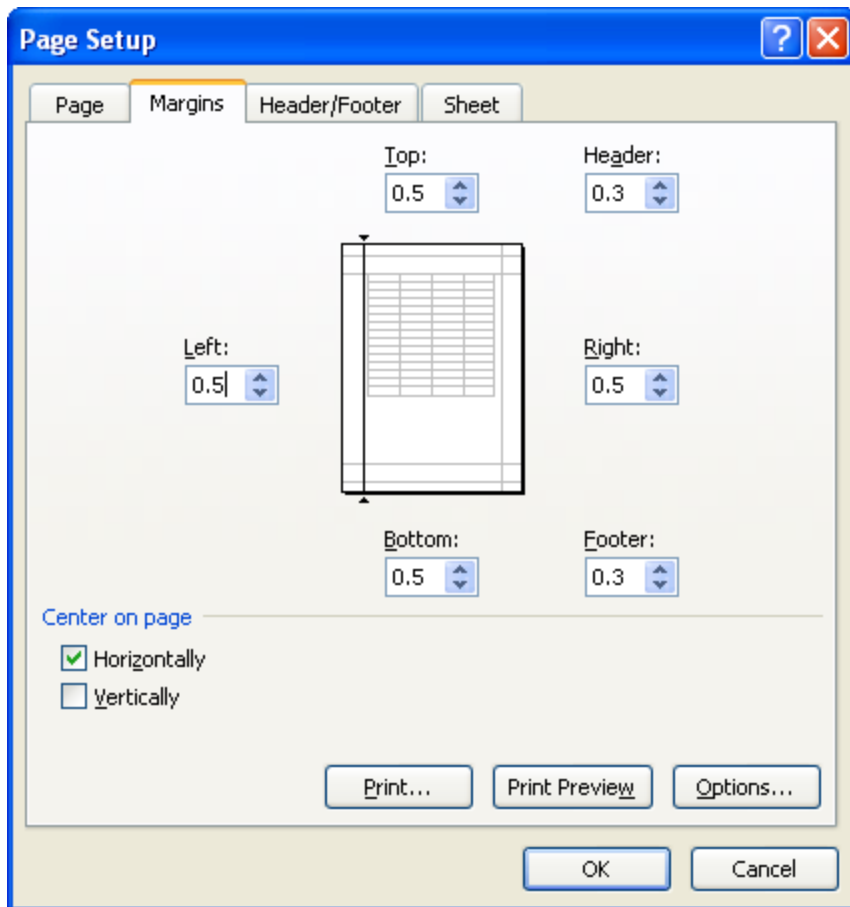 Page Setup
Page Margins Header/Footer Sheet
Top: Header:
0.5 0.3
Left: Right:
0.5 0.5
Bottom: Footer:
0.5 0.3
Center on page
Horizontally
Vertically
Print... Print Preview Options...
OK Cancel